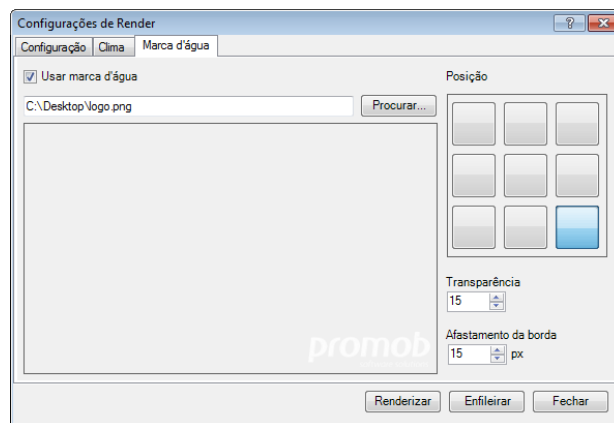 Configurações de Render
Configuração Clima Marca d'água
Usar marca d'água
Posição
C:\Desktop\logo.png Procurar...
Transparência
15
Afastamento da borda
15 px
promob
Renderizar Enfileirar Fechar